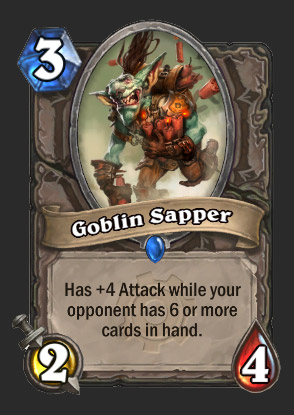 3
Goblin Sapper
Has +4 Attack while your
opponent has 6 or more
cards in hand.
2
4